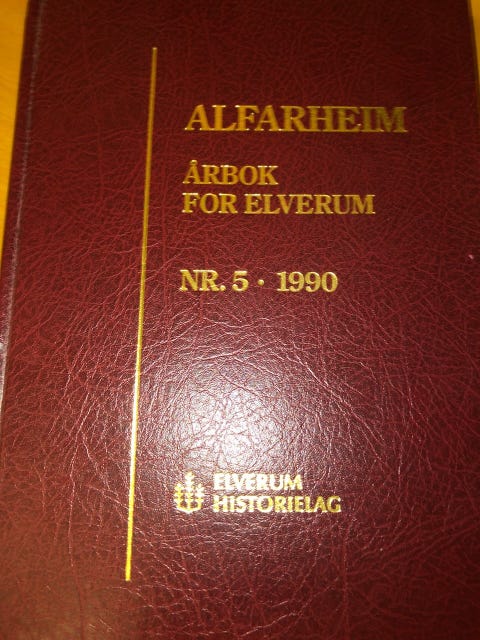 ALFARHEIM
ÅRBOK
FOR ELVERUM
NR. 5 · 1990
ELVERUM
HISTORIELAG